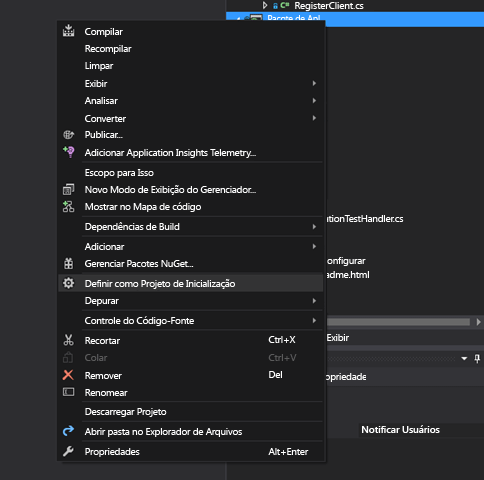 RegisterClient.cs
Pacote de Apl
Compilar
Recompilar
Limpar
Exibir
Analisar
Converter
Publicar...
Adicionar Application Insights Telemetry...
Escopo para Isso
Novo Modo de Exibição do Gerenciador...
Mostrar no Mapa de código
Dependências de Build
ationTestHandler.cs
Adicionar
Gerenciar Pacotes NuGet...
onfigurar
adme.html
Definir como Projeto de Inicialização
Depurar
Controle do Código-Fonte
Recortar Ctrl+X
Exibir
Colar Ctrl+V
Remover Del
opriedade
Renomear
Descarregar Projeto
Abrir pasta no Explorador de Arquivos
Notificar Usuários
Propriedades Alt+Enter